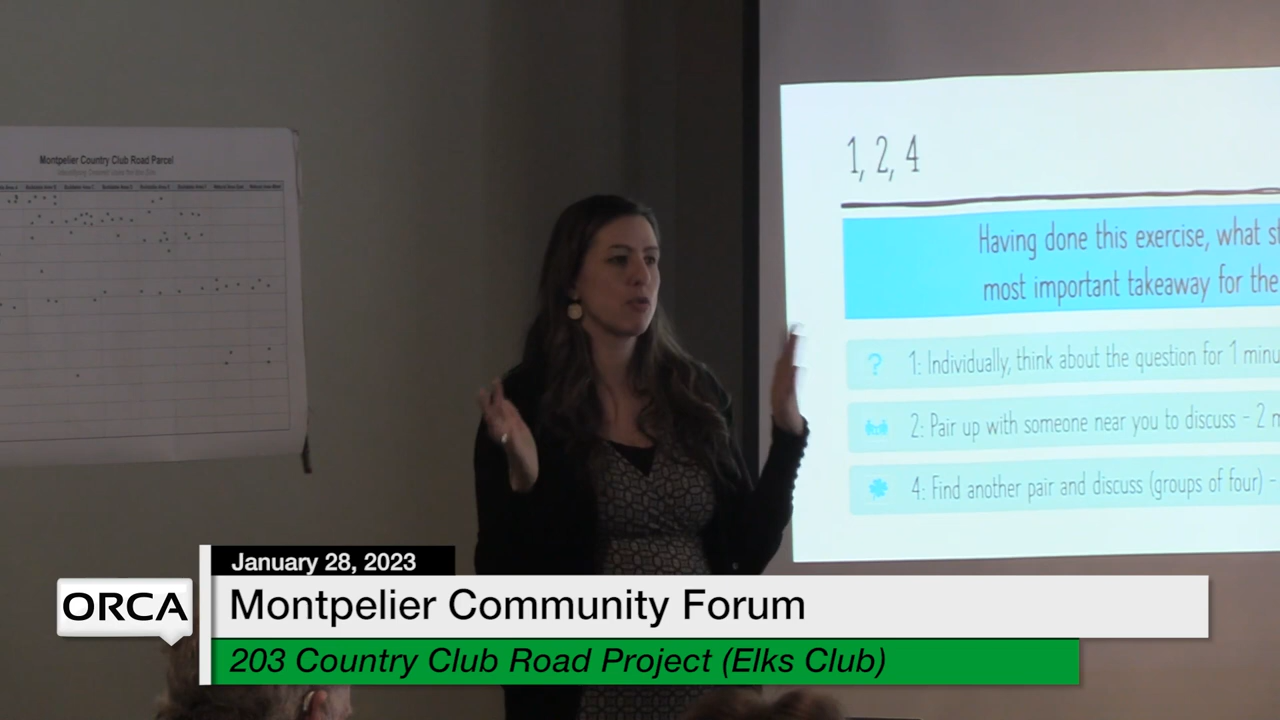 Montpelier Country Club Road Parcel
1, 2, 4
Having done this exercise, what st
most important takeaway for the
? 1: Individually, think about the question for 1 minu
2: Pair up with someone near you to discuss - 2 m
4: Find another pair and discuss (groups of four) -
January 28, 2023
ORCA
Montpelier Community Forum
203 Country Club Road Project (Elks Club)